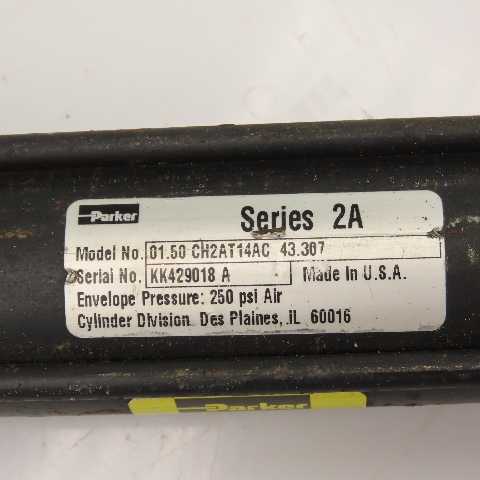 Parker
Series 2A
Model No. 01.50 CH2AT14AC 43.307
Serial No. KK429018 A Made In U.S.A.
Envelope Pressure: 250 psi Air
Cylinder Division Des Plaines, IL 60016
Parker